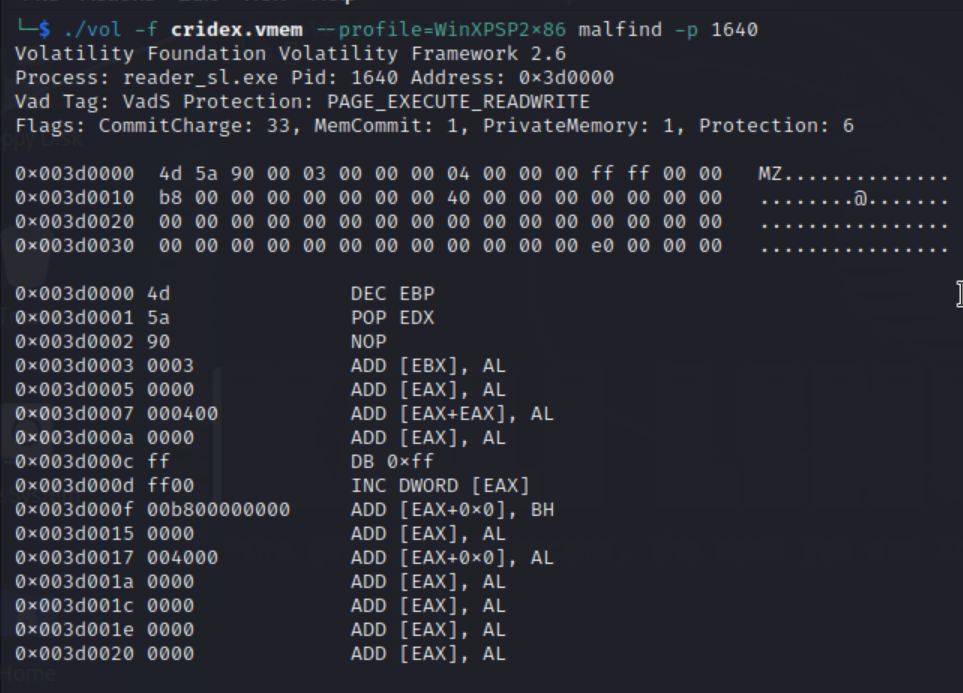 └─$ ./vol -f cridex.vmem --profile=WinXPSP2×86 malfind -p 1640
Volatility Foundation Volatility Framework 2.6
Process: reader_sl.exe Pid: 1640 Address: 0×3d0000
Vad Tag: VadS Protection: PAGE_EXECUTE_READWRITE
Flags: CommitCharge: 33, MemCommit: 1, PrivateMemory: 1, Protection: 6
0×003d0000  4d 5a 90 00 03 00 00 00 04 00 00 00 ff ff 00 00   MZ..............
0×003d0010  b8 00 00 00 00 00 00 00 40 00 00 00 00 00 00 00   ........@.......
0×003d0020  00 00 00 00 00 00 00 00 00 00 00 00 00 00 00 00   ................
0×003d0030  00 00 00 00 00 00 00 00 00 00 00 00 e0 00 00 00   ................
0×003d0000 4d               DEC EBP
0×003d0001 5a               POP EDX
0×003d0002 90               NOP
0×003d0003 0003             ADD [EBX], AL
0×003d0005 0000             ADD [EAX], AL
0×003d0007 000400           ADD [EAX+EAX], AL
0×003d000a 0000             ADD [EAX], AL
0×003d000c ff               DB 0×ff
0×003d000d ff00             INC DWORD [EAX]
0×003d000f 00b800000000     ADD [EAX+0×0], BH
0×003d0015 0000             ADD [EAX], AL
0×003d0017 004000           ADD [EAX+0×0], AL
0×003d001a 0000             ADD [EAX], AL
0×003d001c 0000             ADD [EAX], AL
0×003d001e 0000             ADD [EAX], AL
0×003d0020 0000             ADD [EAX], AL
Home